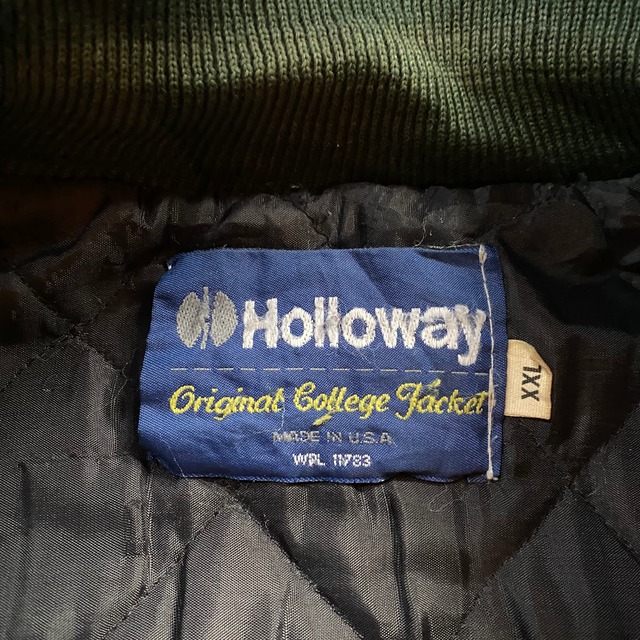 Holloway
Original College Jacket
MADE IN U.S.A.
WPL 11783
XXL